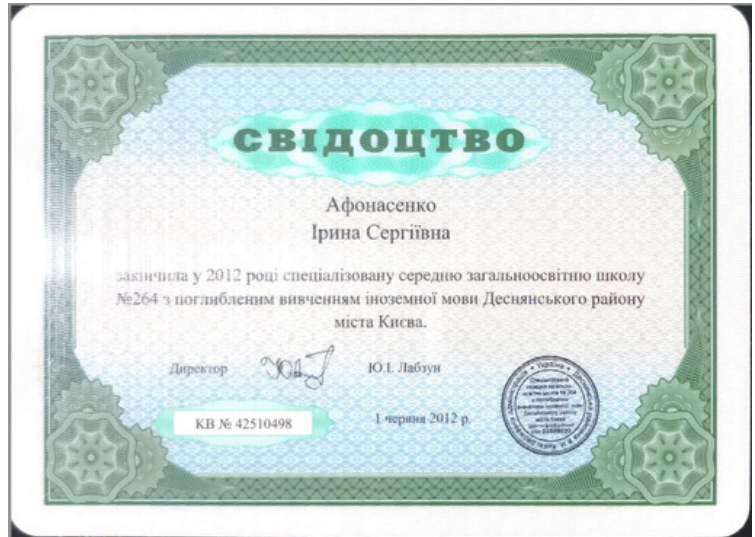 СВІДОЦТВО
Афонасенко
Ірина Сергіївна
закінчила у 2012 році спеціалізовану середню загальноосвітню школу
№264 з поглибленим вивченням іноземної мови Деснянського району
міста Києва.
Директор
Ю.І. Лабзун
КВ № 42510498
1 червня 2012 р.
Україна